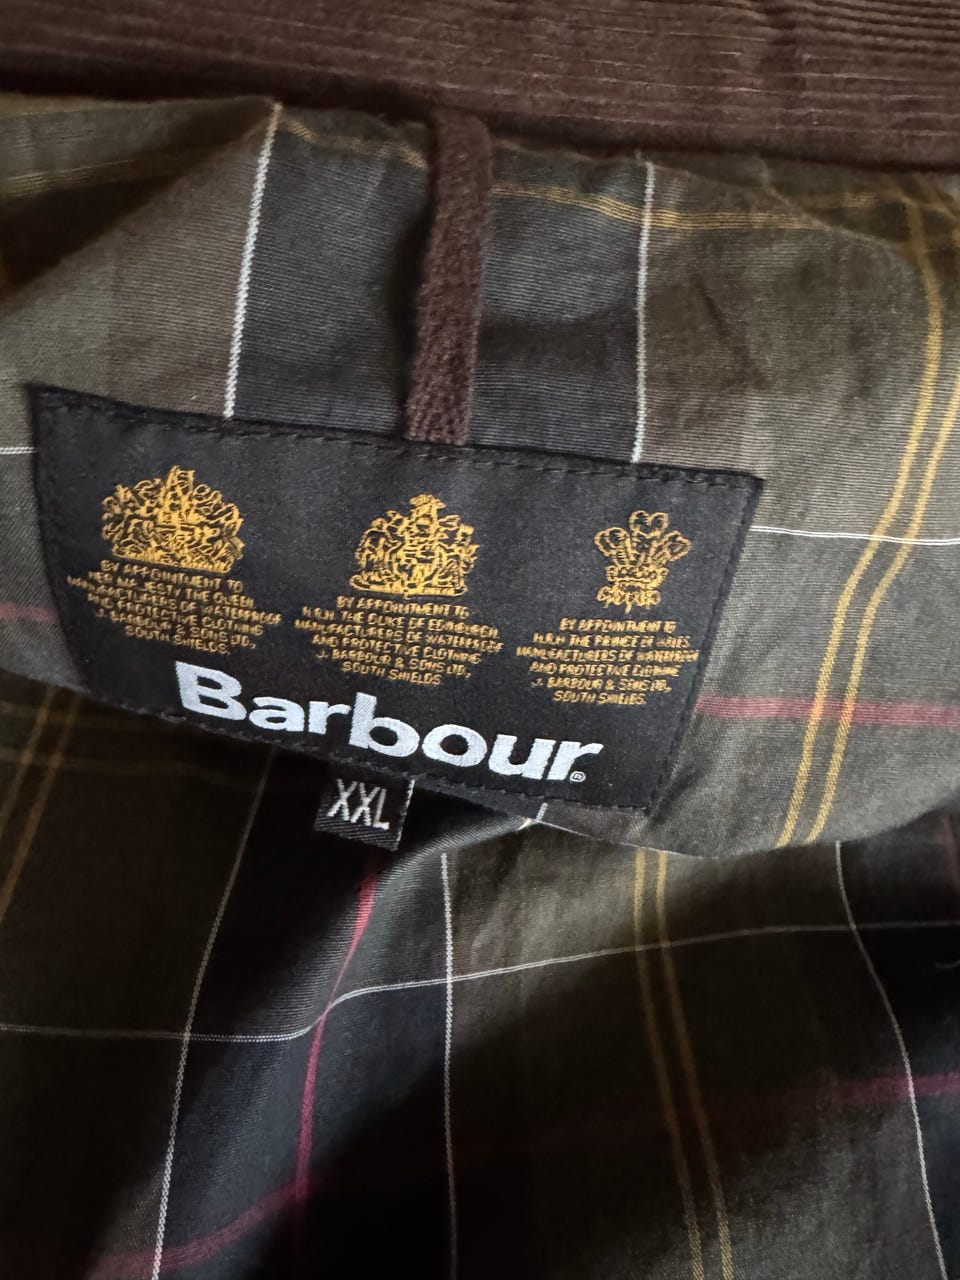 BY APPOINTMENT TO
HER MAJESTY THE QUEEN
MANUFACTURERS OF WATERPROOF
AND PROTECTIVE CLOTHING
J. BARBOUR & SONS LTD.,
SOUTH SHIELDS.
BY APPOINTMENT TO
H.R.H. THE DUKE OF EDINBURGH
MANUFACTURERS OF WATERPROOF
AND PROTECTIVE CLOTHING
J. BARBOUR & SONS LTD.,
SOUTH SHIELDS
BY APPOINTMENT TO
H.R.H. THE PRINCE OF WALES
MANUFACTURERS OF WATERPROOF
AND PROTECTIVE CLOTHING
J. BARBOUR & SONS LTD.,
SOUTH SHIELDS
Barbour®
XXL